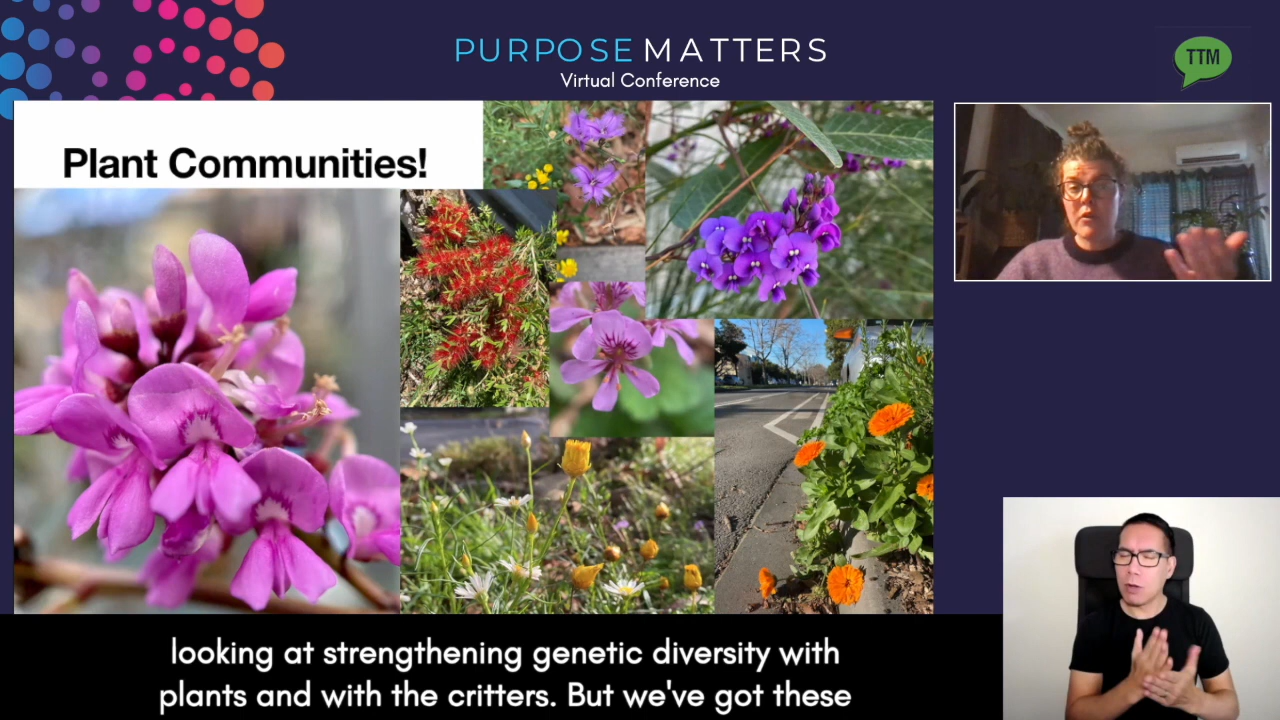 PURPOSE MATTERS
Virtual Conference
TTM
Plant Communities!
looking at strengthening genetic diversity with
plants and with the critters. But we've got these